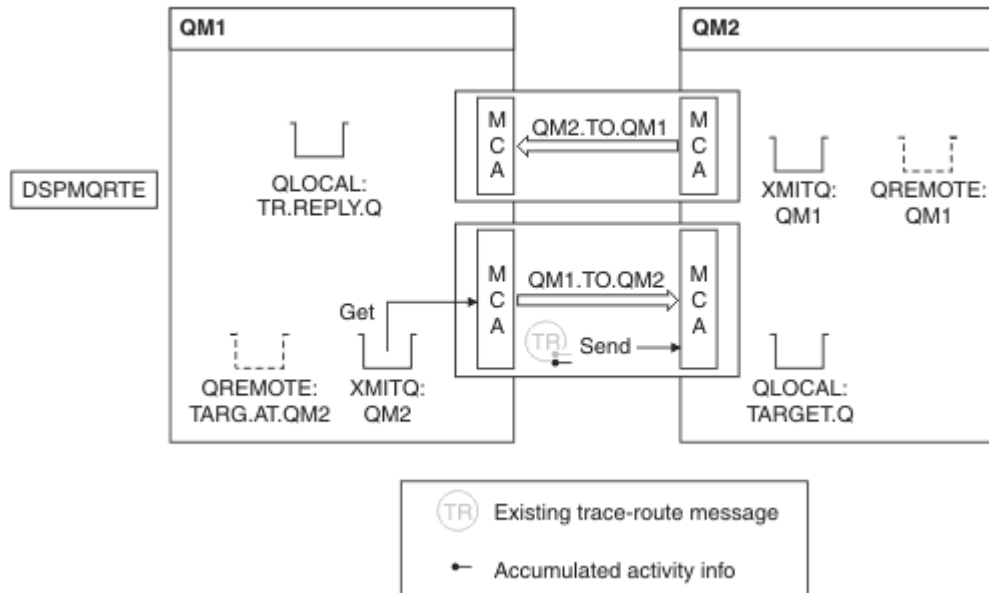 QM1
QM2
M
C
A
QM2.TO.QM1
M
C
A
DSPMQRTE
QLOCAL:
TR.REPLY.Q
XMITQ:
QM1
QREMOTE:
QM1
M
C
A
QM1.TO.QM2
M
C
A
Get
TR
Send
QREMOTE:
TARG.AT.QM2
XMITQ:
QM2
QLOCAL:
TARGET.Q
TR
Existing trace-route message
Accumulated activity info